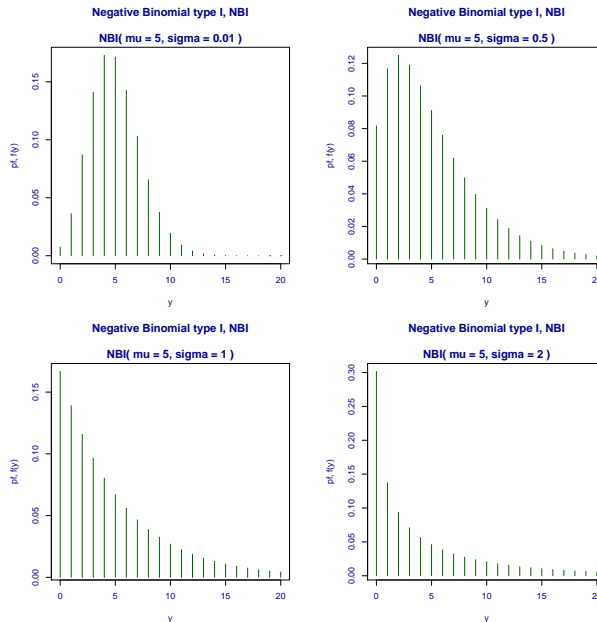 Negative Binomial type I, NBI
NBI( mu = 5, sigma = 0.01 )
pf, f(y)
0.00 0.05 0.10 0.15
0 5 10 15 20
y
Negative Binomial type I, NBI
NBI( mu = 5, sigma = 0.5 )
pf, f(y)
0.00 0.02 0.04 0.06 0.08 0.10 0.12
0 5 10 15 20
y
Negative Binomial type I, NBI
NBI( mu = 5, sigma = 1 )
pf, f(y)
0.00 0.05 0.10 0.15
0 5 10 15 20
y
Negative Binomial type I, NBI
NBI( mu = 5, sigma = 2 )
pf, f(y)
0.00 0.05 0.10 0.15 0.20 0.25 0.30
0 5 10 15 20
y